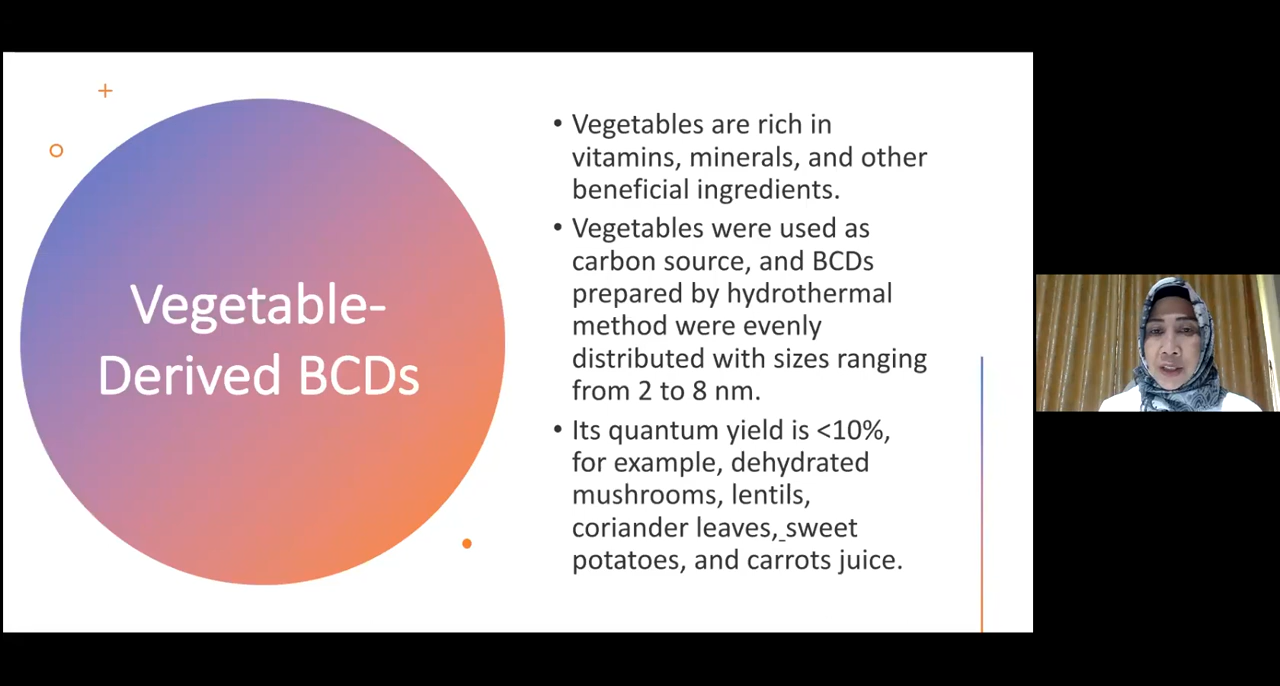 Vegetable-
Derived BCDs
• Vegetables are rich in
vitamins, minerals, and other
beneficial ingredients.
• Vegetables were used as
carbon source, and BCDs
prepared by hydrothermal
method were evenly
distributed with sizes ranging
from 2 to 8 nm.
• Its quantum yield is <10%,
for example, dehydrated
mushrooms, lentils,
coriander leaves, sweet
potatoes, and carrots juice.